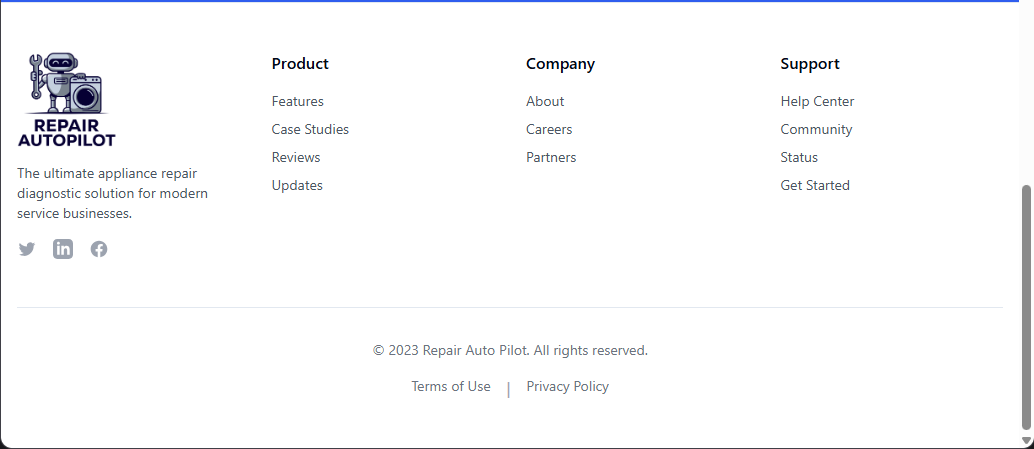 REPAIR
AUTOPILOT
The ultimate appliance repair
diagnostic solution for modern
service businesses.
in
Product
Features
Case Studies
Reviews
Updates
Company
About
Careers
Partners
Support
Help Center
Community
Status
Get Started
© 2023 Repair Auto Pilot. All rights reserved.
Terms of Use | Privacy Policy